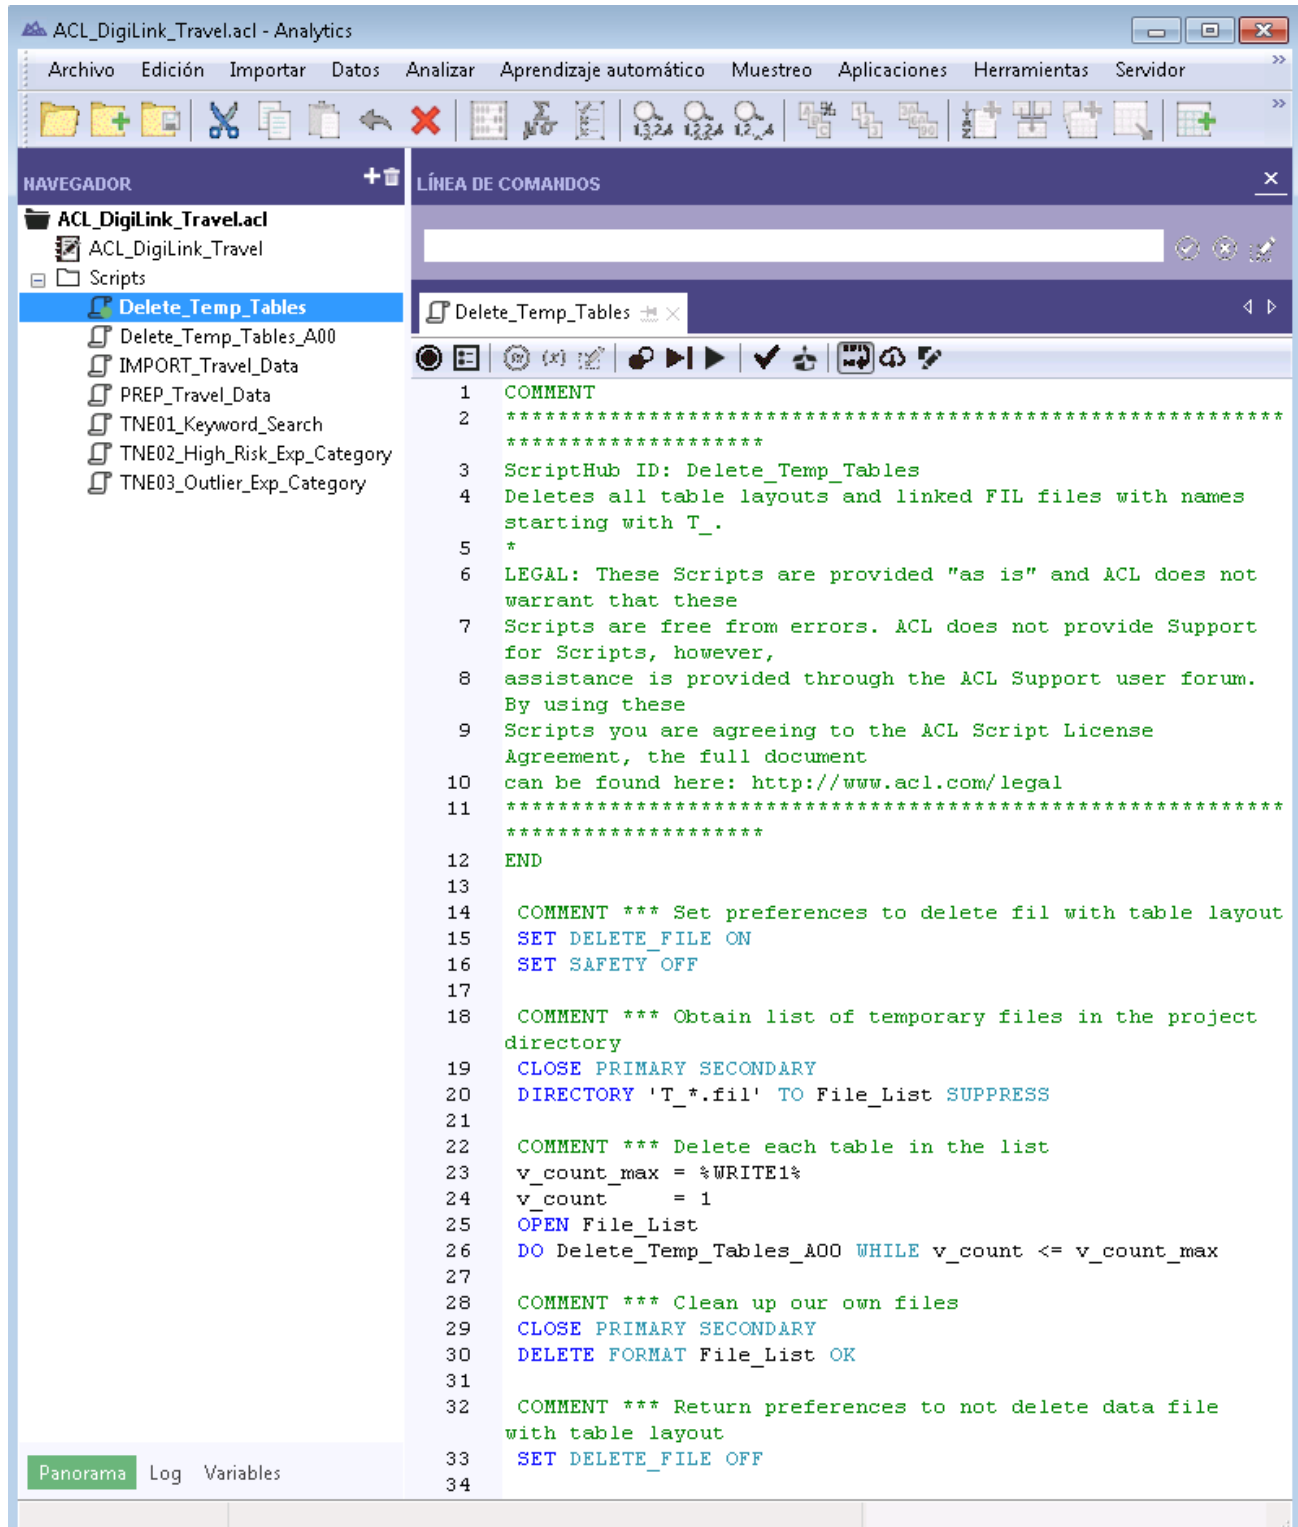 ACL_DigiLink_Travel.acl - Analytics
Archivo Edición Importar Datos Analizar Aprendizaje automático Muestreo Aplicaciones Herramientas Servidor
NAVEGADOR
ACL_DigiLink_Travel.acl
ACL_DigiLink_Travel
Scripts
Delete_Temp_Tables
Delete_Temp_Tables_A00
IMPORT_Travel_Data
PREP_Travel_Data
TNE01_Keyword_Search
TNE02_High_Risk_Exp_Category
TNE03_Outlier_Exp_Category
Panorama Log Variables
LÍNEA DE COMANDOS
Delete_Temp_Tables
1 COMMENT
2 ***********************************************************
********************
3 ScriptHub ID: Delete_Temp_Tables
4 Deletes all table layouts and linked FIL files with names
starting with T_.
5 *
6 LEGAL: These Scripts are provided "as is" and ACL does not
warrant that these
7 Scripts are free from errors. ACL does not provide Support
for Scripts, however,
8 assistance is provided through the ACL Support user forum.
By using these
9 Scripts you are agreeing to the ACL Script License
Agreement, the full document
10 can be found here: http://www.acl.com/legal
11 ***********************************************************
********************
12 END
13
14 COMMENT *** Set preferences to delete fil with table layout
15 SET DELETE_FILE ON
16 SET SAFETY OFF
17
18 COMMENT *** Obtain list of temporary files in the project
directory
19 CLOSE PRIMARY SECONDARY
20 DIRECTORY 'T_*.fil' TO File_List SUPPRESS
21
22 COMMENT *** Delete each table in the list
23 v_count_max = %WRITE1%
24 v_count     = 1
25 OPEN File_List
26 DO Delete_Temp_Tables_A00 WHILE v_count <= v_count_max
27
28 COMMENT *** Clean up our own files
29 CLOSE PRIMARY SECONDARY
30 DELETE FORMAT File_List OK
31
32 COMMENT *** Return preferences to not delete data file
with table layout
33 SET DELETE_FILE OFF
34